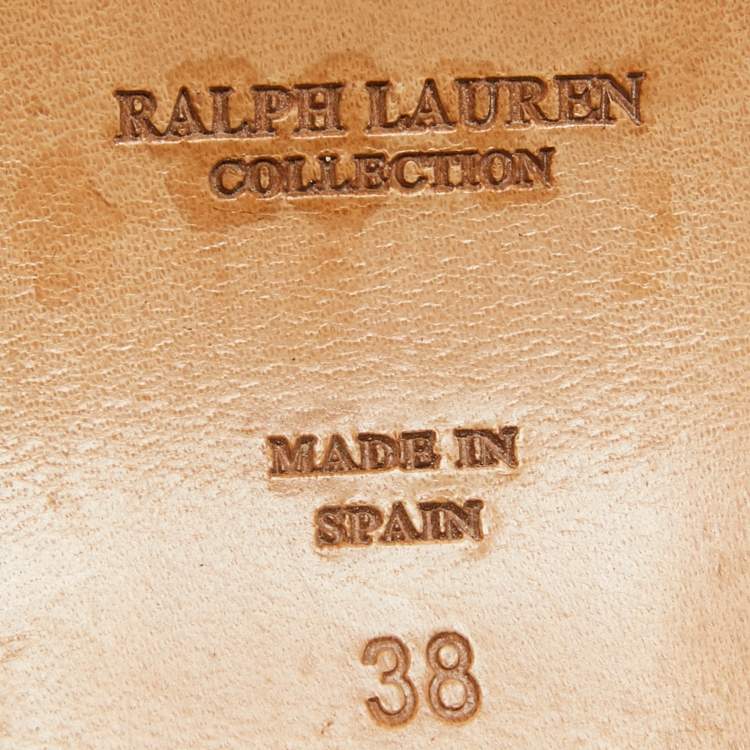 RALPH LAUREN
COLLECTION
MADE IN
SPAIN
38